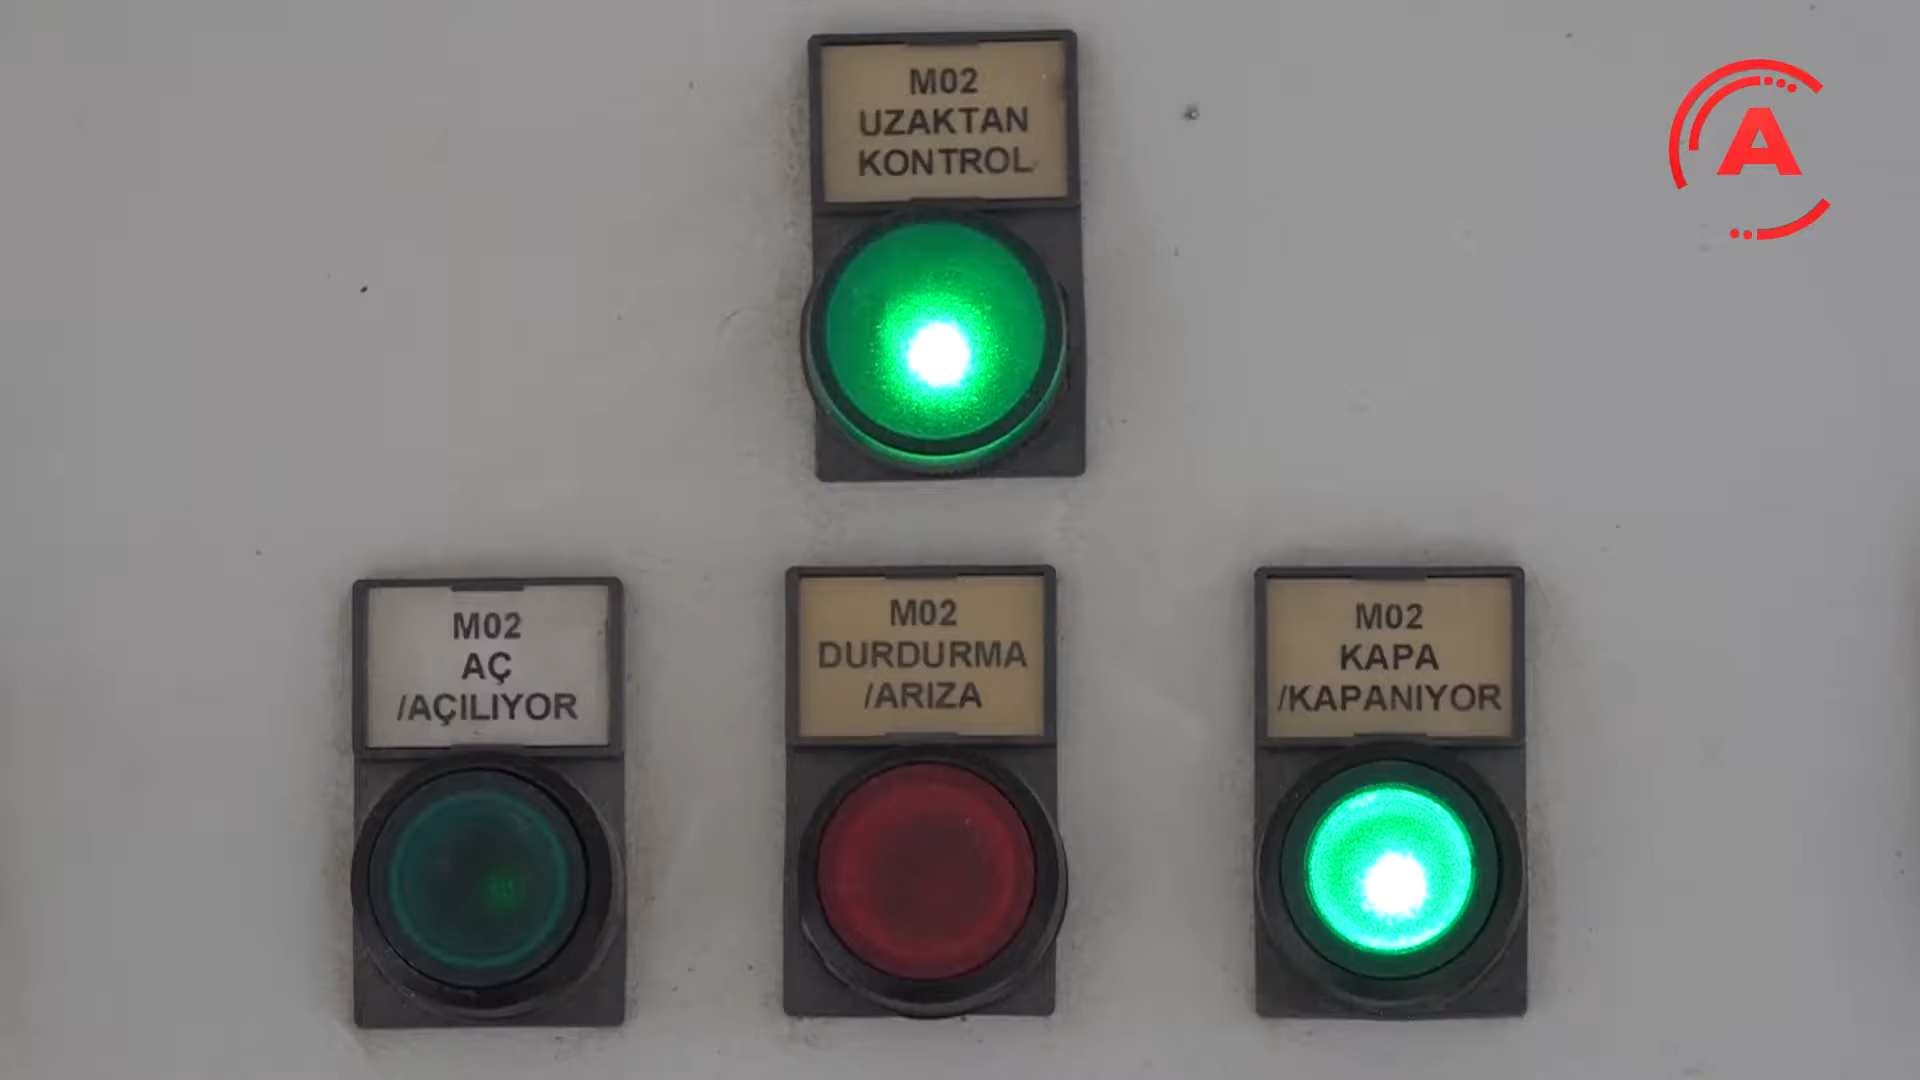 M02
UZAKTAN
KONTROL
A
M02
AÇ
/AÇILIYOR
M02
DURDURMA
/ARIZA
M02
KAPA
/KAPANIYOR